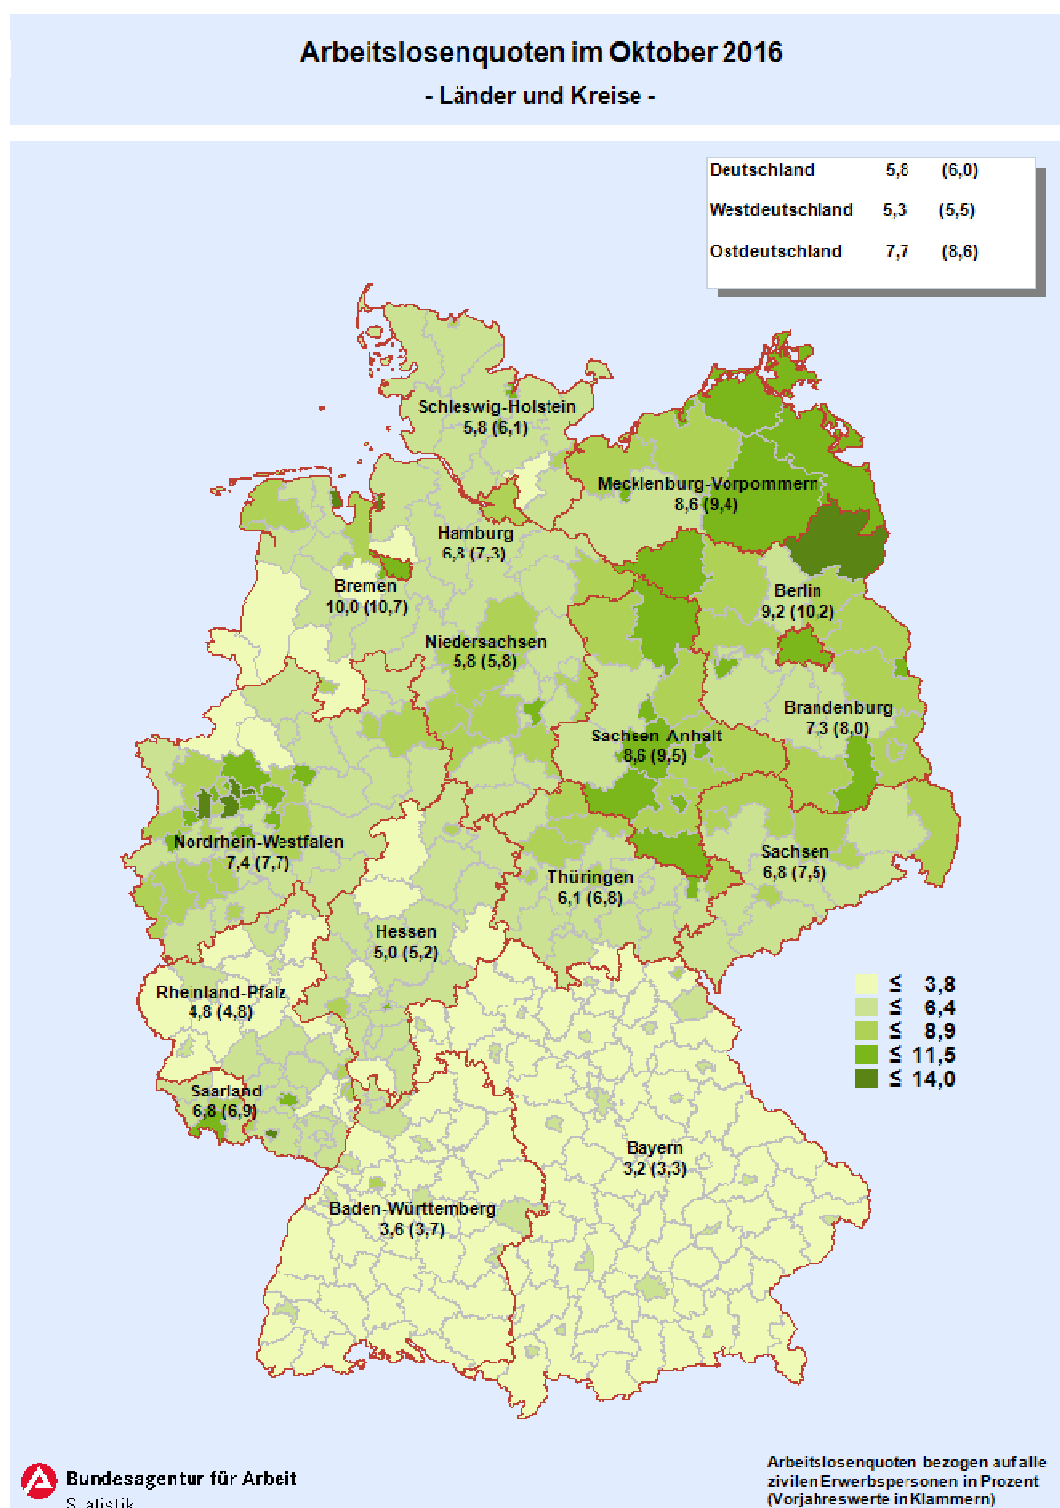 Arbeitslosenquoten im Oktober 2016
- Länder und Kreise -
Deutschland 5,8 (6,0)
Westdeutschland 5,3 (5,5)
Ostdeutschland 7,7 (8,6)
Schleswig-Holstein
5,8 (6,1)
Mecklenburg-Vorpommern
8,6 (9,4)
Hamburg
6,8 (7,3)
Bremen
10,0 (10,7)
Berlin
9,2 (10,2)
Niedersachsen
5,8 (5,8)
Brandenburg
7,3 (8,0)
Sachsen-Anhalt
8,6 (9,5)
Nordrhein-Westfalen
7,4 (7,7)
Sachsen
6,8 (7,5)
Thüringen
6,1 (6,8)
Hessen
5,0 (5,2)
Rheinland-Pfalz
4,8 (4,8)
≤ 3,8
≤ 6,4
≤ 8,9
≤ 11,5
≤ 14,0
Saarland
6,8 (6,9)
Bayern
3,2 (3,3)
Baden-Württemberg
3,6 (3,7)
Bundesagentur für Arbeit
Statistik
Arbeitslosenquoten bezogen auf alle
zivilen Erwerbspersonen in Prozent
(Vorjahreswerte in Klammern)